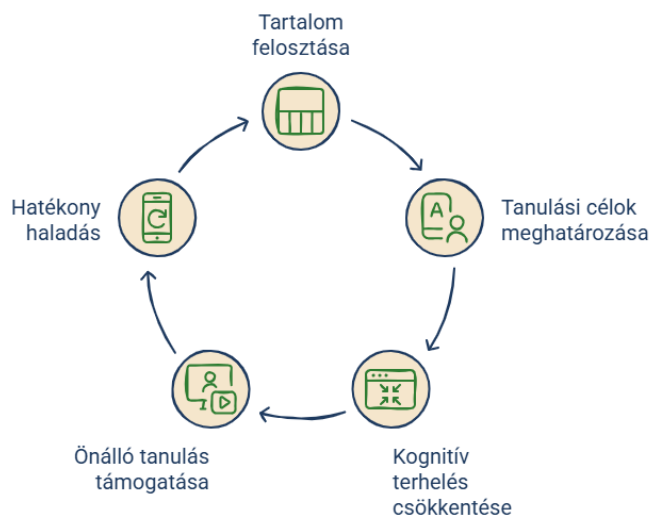 Tartalom
felosztása
Tanulási célok
meghatározása
Kognitív
terhelés
csökkentése
Önálló tanulás
támogatása
Hatékony
haladás
A